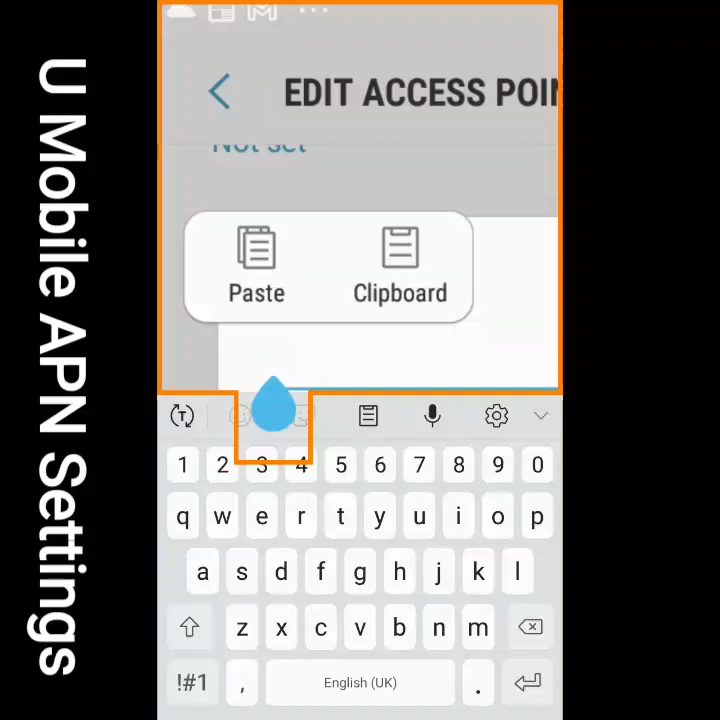 U Mobile APN Settings
EDIT ACCESS POIN
Not set
Paste
Clipboard
1 2 3 4 5 6 7 8 9 0
q w e r t y u i o p
a s d f g h j k l
z x c v b n m
!#1 , English (UK) .